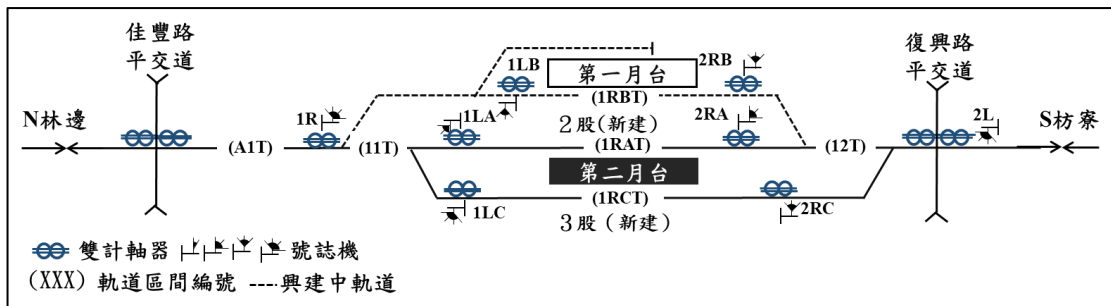 佳豐路
平交道
復興路
平交道
1LB
第一月台
2RB
(1RBT)
1R
1LA
2股(新建)
2RA
2L
N林邊
S枋寮
(A1T)
(11T)
(1RAT)
(12T)
第二月台
(1RCT)
1LC
3股(新建)
2RC
雙計軸器
號誌機
(XXX) 軌道區間編號
----興建中軌道